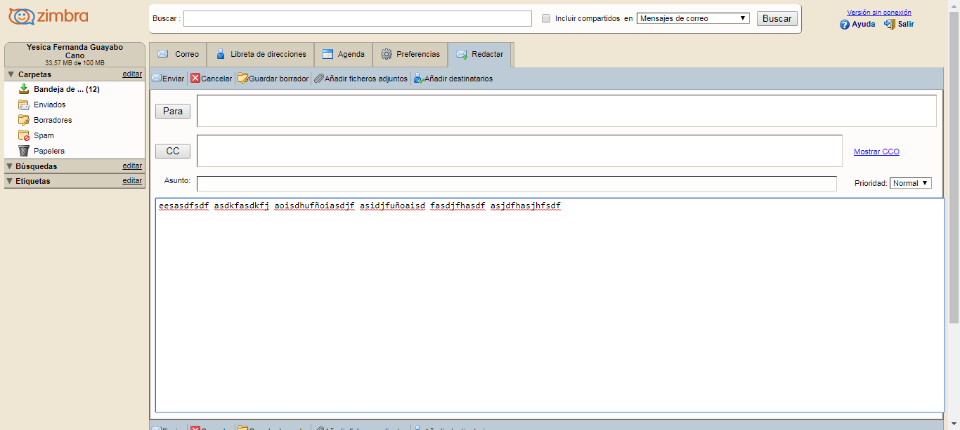 zimbra
Buscar :
Incluir compartidos en Mensajes de correo Buscar
Versión sin conexión
Ayuda Salir
Yesica Fernanda Guayabo
Cano
33,57 MB de 100 MB
Carpetas editar
Bandeja de ... (12)
Enviados
Borradores
Spam
Papelera
Búsquedas editar
Etiquetas editar
Correo Libreta de direcciones Agenda Preferencias Redactar
Enviar Cancelar Guardar borrador Añadir ficheros adjuntos Añadir destinatarios
Para
CC Mostrar CCO
Asunto: Prioridad: Normal
eesasdfsdf asdkfasdkfj aoisdhufñoiasdjf asidjfuñoaisd fasdjfhasdf asjdfhasjhfsdf